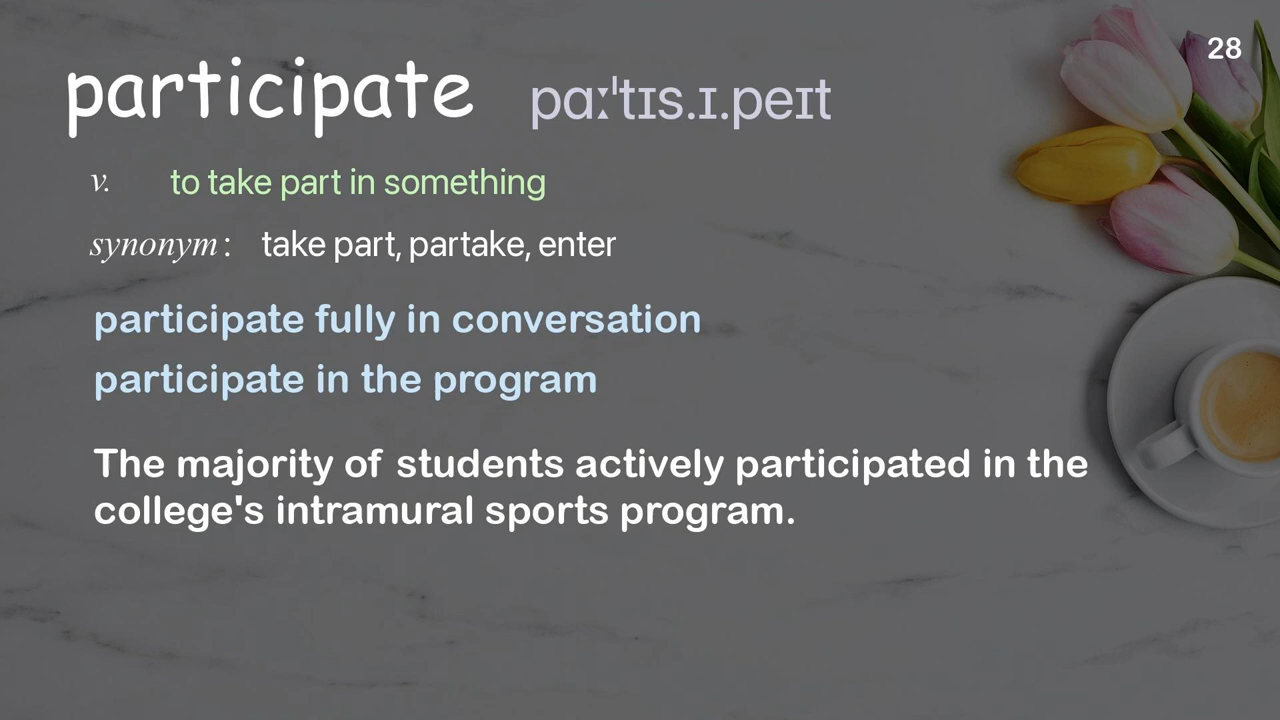 28
participate pɑːˈtɪs.ɪ.peɪt
v. to take part in something
synonym : take part, partake, enter
participate fully in conversation
participate in the program
The majority of students actively participated in the
college's intramural sports program.